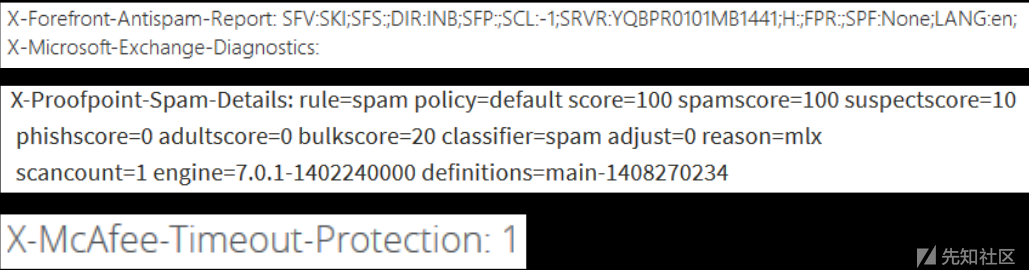 X-Forefront-Antispam-Report: SFV:SKI;SFS:;DIR:INB;SFP:;SCL:-1;SRVR:YQBPR0101MB1441;H:;FPR:;SPF:None;LANG:en;
X-Microsoft-Exchange-Diagnostics:
X-Proofpoint-Spam-Details: rule=spam policy=default score=100 spamscore=100 suspectscore=10
phishscore=0 adultscore=0 bulkscore=20 classifier=spam adjust=0 reason=mlx
scancount=1 engine=7.0.1-1402240000 definitions=main-1408270234
X-McAfee-Timeout-Protection: 1
先知社区